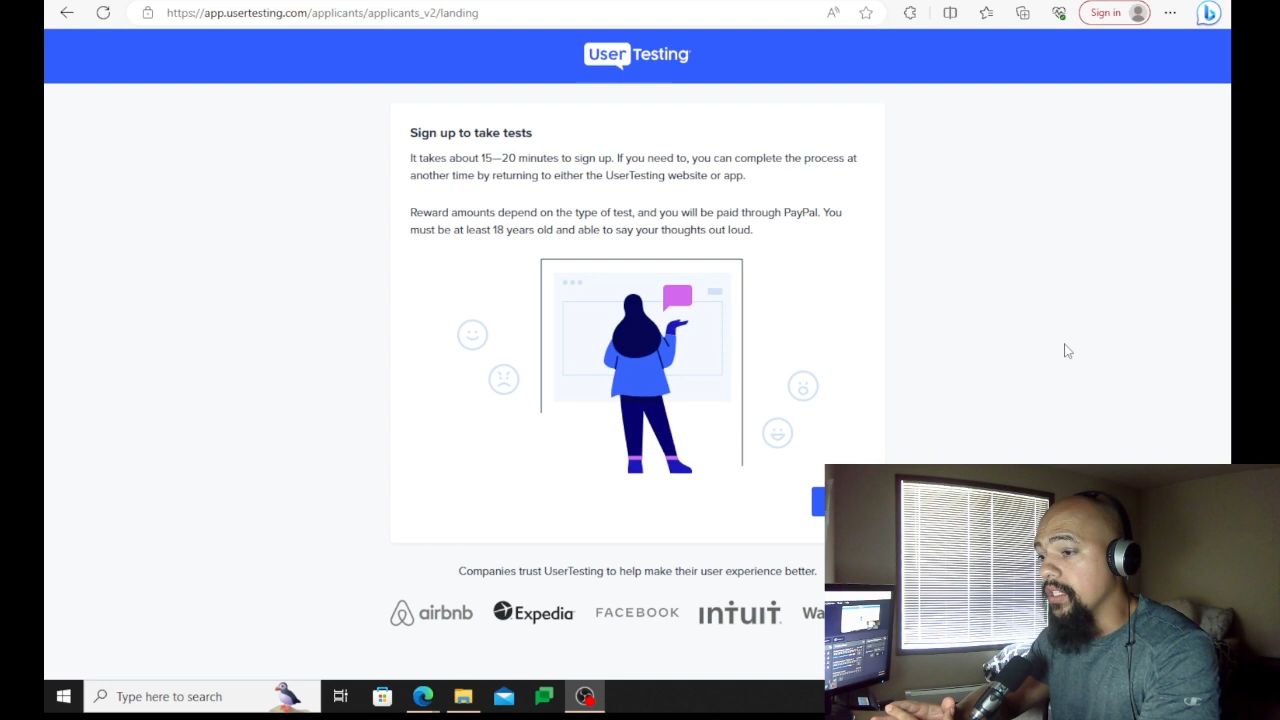 https://app.usertesting.com/applicants/applicants_v2/landing
Sign in
User Testing
Sign up to take tests
It takes about 15—20 minutes to sign up. If you need to, you can complete the process at
another time by returning to either the UserTesting website or app.
Reward amounts depend on the type of test, and you will be paid through PayPal. You
must be at least 18 years old and able to say your thoughts out loud.
Companies trust UserTesting to help make their user experience better.
airbnb Expedia FACEBOOK INTUIT Wa
Type here to search